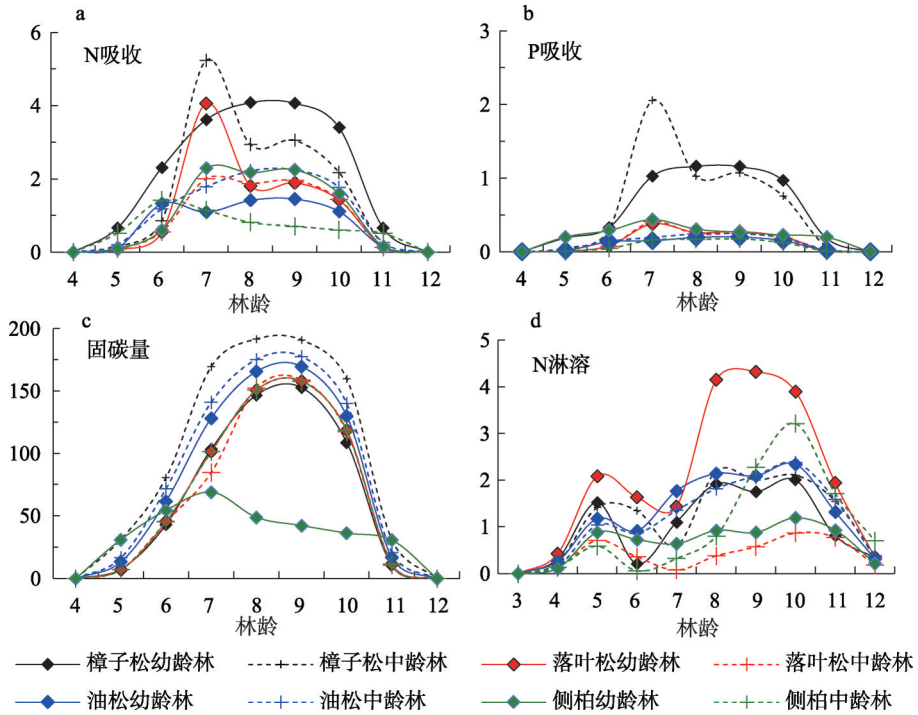 a
N吸收
6
4
2
0
4 5 6 7 8 9 10 11 12
林龄
b
P吸收
3
2
1
0
4 5 6 7 8 9 10 11 12
林龄
c
固碳量
200
150
100
50
0
4 5 6 7 8 9 10 11 12
林龄
d
N淋溶
5
4
3
2
1
0
3 4 5 6 7 8 9 10 11 12
林龄
樟子松幼龄林 樟子松中龄林 落叶松幼龄林 落叶松中龄林
油松幼龄林 油松中龄林 侧柏幼龄林 侧柏中龄林